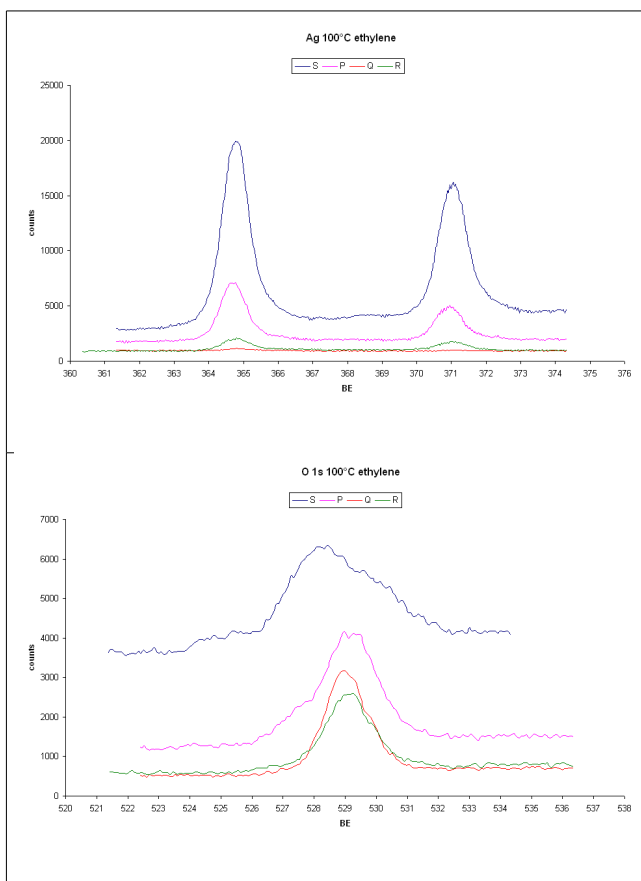 Ag 100°C ethylene
S P Q R
25000
20000
15000
10000
5000
0
counts
360 361 362 363 364 365 366 367 368 369 370 371 372 373 374 375 376
BE
O 1s 100°C ethylene
S P Q R
7000
6000
5000
4000
3000
2000
1000
0
counts
520 521 522 523 524 525 526 527 528 529 530 531 532 533 534 535 536 537 538
BE